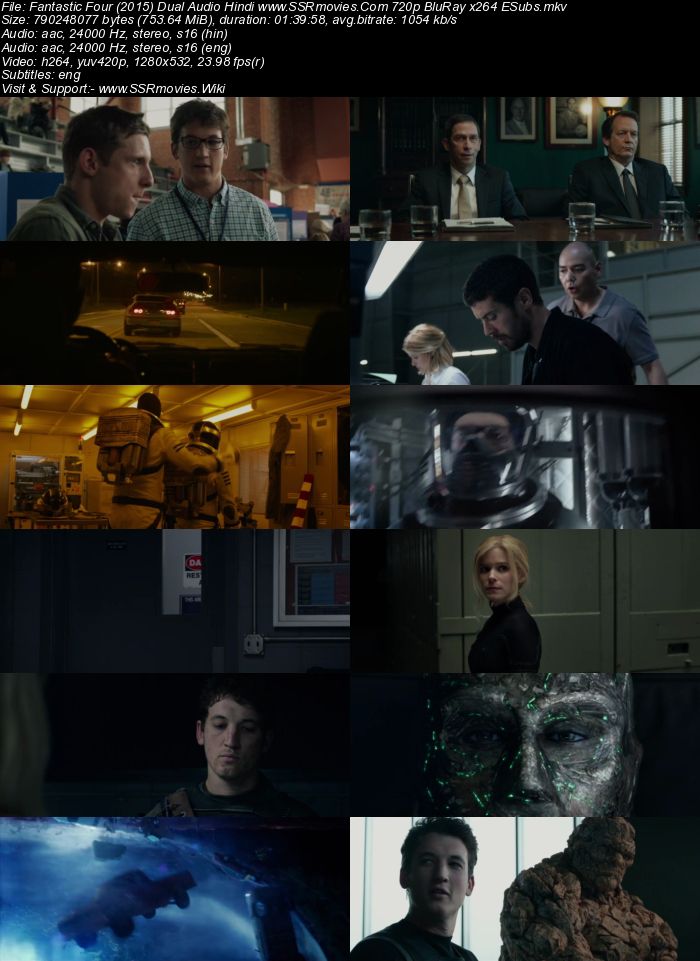 File: Fantastic Four (2015) Dual Audio Hindi www.SSRmovies.Com 720p BluRay x264 ESubs.mkv
Size: 790248077 bytes (753.64 MiB), duration: 01:39:58, avg.bitrate: 1054 kb/s
Audio: aac, 24000 Hz, stereo, s16 (hin)
Audio: aac, 24000 Hz, stereo, s16 (eng)
Video: h264, yuv420p, 1280x532, 23.98 fps(r)
Subtitles: eng
Visit & Support:- www.SSRmovies.Wiki
DA
RES